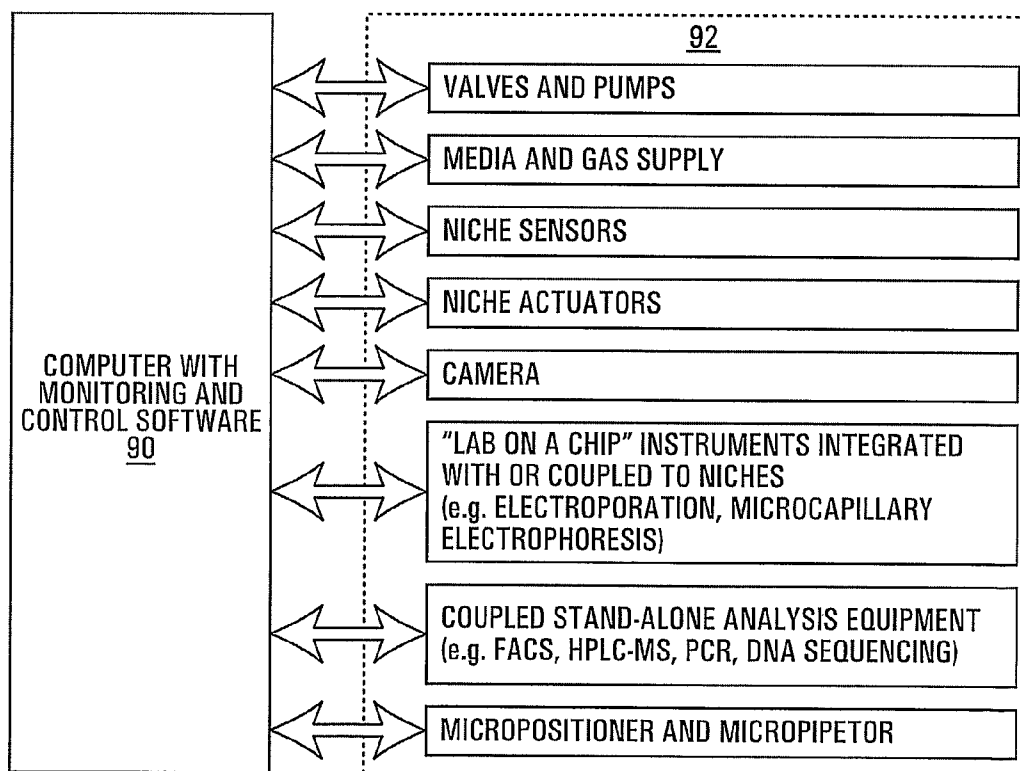 92
VALVES AND PUMPS
MEDIA AND GAS SUPPLY
NICHE SENSORS
NICHE ACTUATORS
COMPUTER WITH
MONITORING AND
CONTROL SOFTWARE
90
CAMERA
"LAB ON A CHIP" INSTRUMENTS INTEGRATED
WITH OR COUPLED TO NICHES
(e.g. ELECTROPORATION, MICROCAPILLARY
ELECTROPHORESIS)
COUPLED STAND-ALONE ANALYSIS EQUIPMENT
(e.g. FACS, HPLC-MS, PCR, DNA SEQUENCING)
MICROPOSITIONER AND MICROPIPETOR